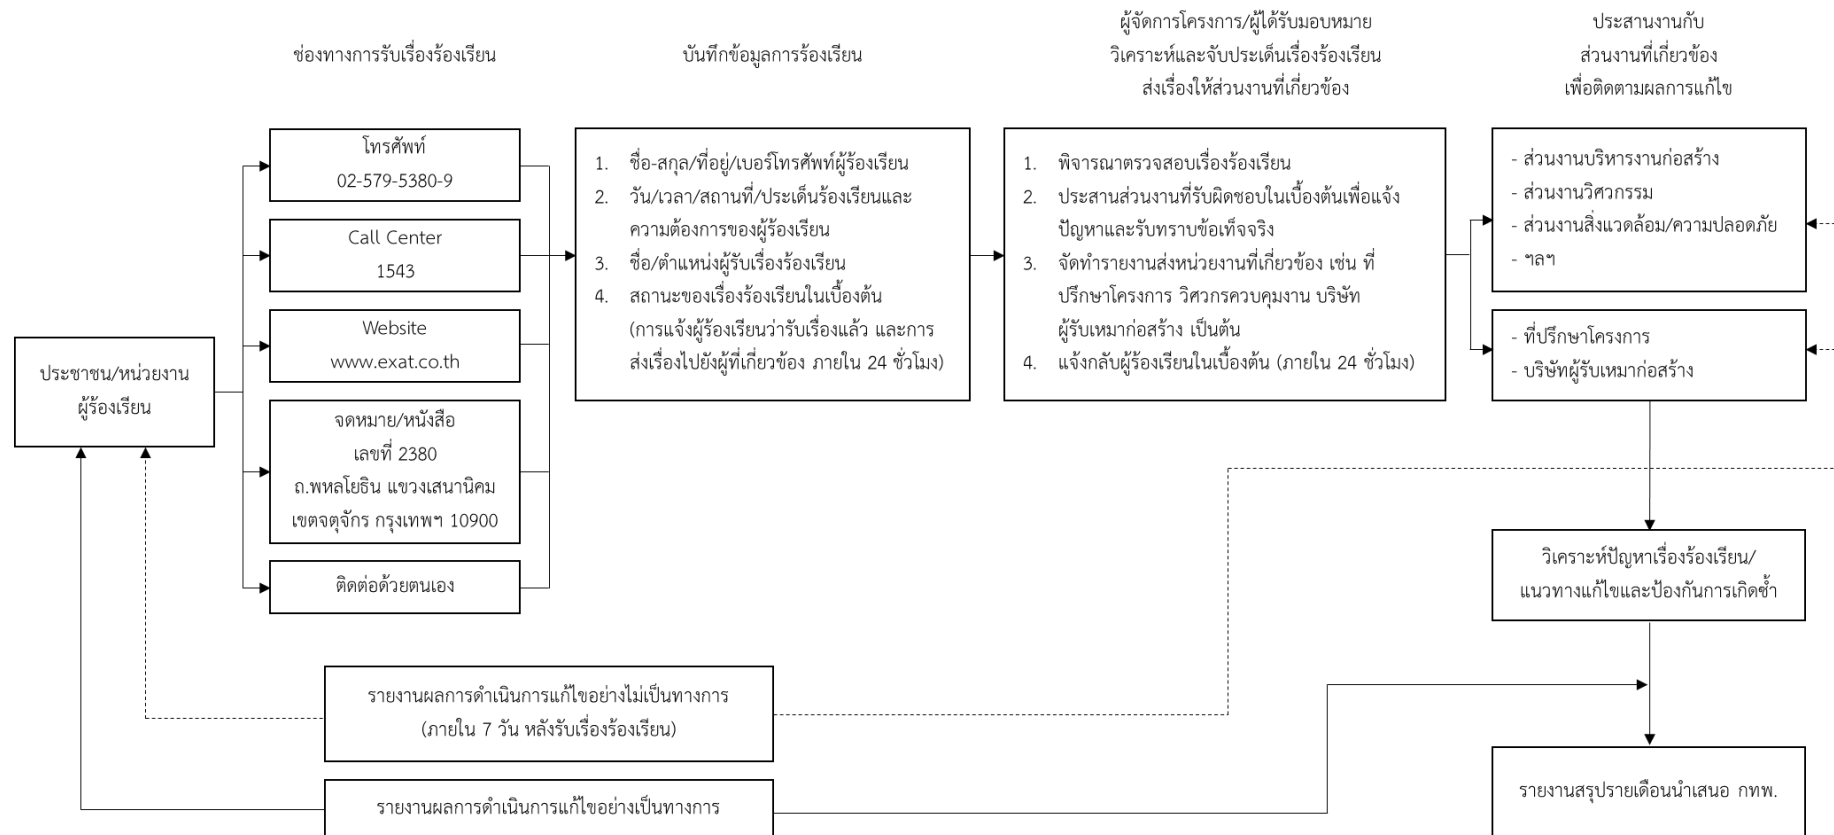 ช่องทางการรับเรื่องร้องเรียน
บันทึกข้อมูลการร้องเรียน
ผู้จัดการโครงการ/ผู้ได้รับมอบหมาย
วิเคราะห์และจับประเด็นเรื่องร้องเรียน
ส่งเรื่องให้ส่วนงานที่เกี่ยวข้อง
ประสานงานกับ
ส่วนงานที่เกี่ยวข้อง
เพื่อติดตามผลการแก้ไข
ประชาชน/หน่วยงาน
ผู้ร้องเรียน
โทรศัพท์
02-579-5380-9
Call Center
1543
Website
www.exat.co.th
จดหมาย/หนังสือ
เลขที่ 2380
ถ.พหลโยธิน แขวงเสนานิคม
เขตจตุจักร กรุงเทพฯ 10900
ติดต่อด้วยตนเอง
1. ชื่อ-สกุล/ที่อยู่/เบอร์โทรศัพท์ผู้ร้องเรียน
2. วัน/เวลา/สถานที่/ประเด็นร้องเรียนและ
ความต้องการของผู้ร้องเรียน
3. ชื่อ/ตำแหน่งผู้รับเรื่องร้องเรียน
4. สถานะของเรื่องร้องเรียนในเบื้องต้น
(การแจ้งผู้ร้องเรียนว่ารับเรื่องแล้ว และการ
ส่งเรื่องไปยังผู้ที่เกี่ยวข้อง ภายใน 24 ชั่วโมง)
1. พิจารณาตรวจสอบเรื่องร้องเรียน
2. ประสานส่วนงานที่รับผิดชอบในเบื้องต้นเพื่อแจ้ง
ปัญหาและรับทราบข้อเท็จจริง
3. จัดทำรายงานส่งหน่วยงานที่เกี่ยวข้อง เช่น ที่
ปรึกษาโครงการ วิศวกรควบคุมงาน บริษัท
ผู้รับเหมาก่อสร้าง เป็นต้น
4. แจ้งกลับผู้ร้องเรียนในเบื้องต้น (ภายใน 24 ชั่วโมง)
- ส่วนงานบริหารงานก่อสร้าง
- ส่วนงานวิศวกรรม
- ส่วนงานสิ่งแวดล้อม/ความปลอดภัย
- ฯลฯ
- ที่ปรึกษาโครงการ
- บริษัทผู้รับเหมาก่อสร้าง
วิเคราะห์ปัญหาเรื่องร้องเรียน/
แนวทางแก้ไขและป้องกันการเกิดซ้ำ
รายงานผลการดำเนินการแก้ไขอย่างไม่เป็นทางการ
(ภายใน 7 วัน หลังรับเรื่องร้องเรียน)
รายงานผลการดำเนินการแก้ไขอย่างเป็นทางการ
รายงานสรุปรายเดือนนำเสนอ กทพ.